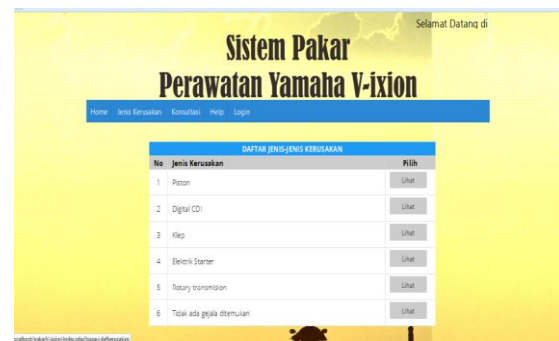 Selamat Datang di
Sistem Pakar
Perawatan Yamaha V-ixion
Home Jenis Kerusakan Konsultasi Help Login
DAFTAR JENIS-JENIS KERUSAKAN
No Jenis Kerusakan Pilih
1 Piston Lihat
2 Digital CDI Lihat
3 Klep Lihat
4 Elektrik Starter Lihat
5 Rotary transmision Lihat
6 Tidak ada gejala ditemukan Lihat